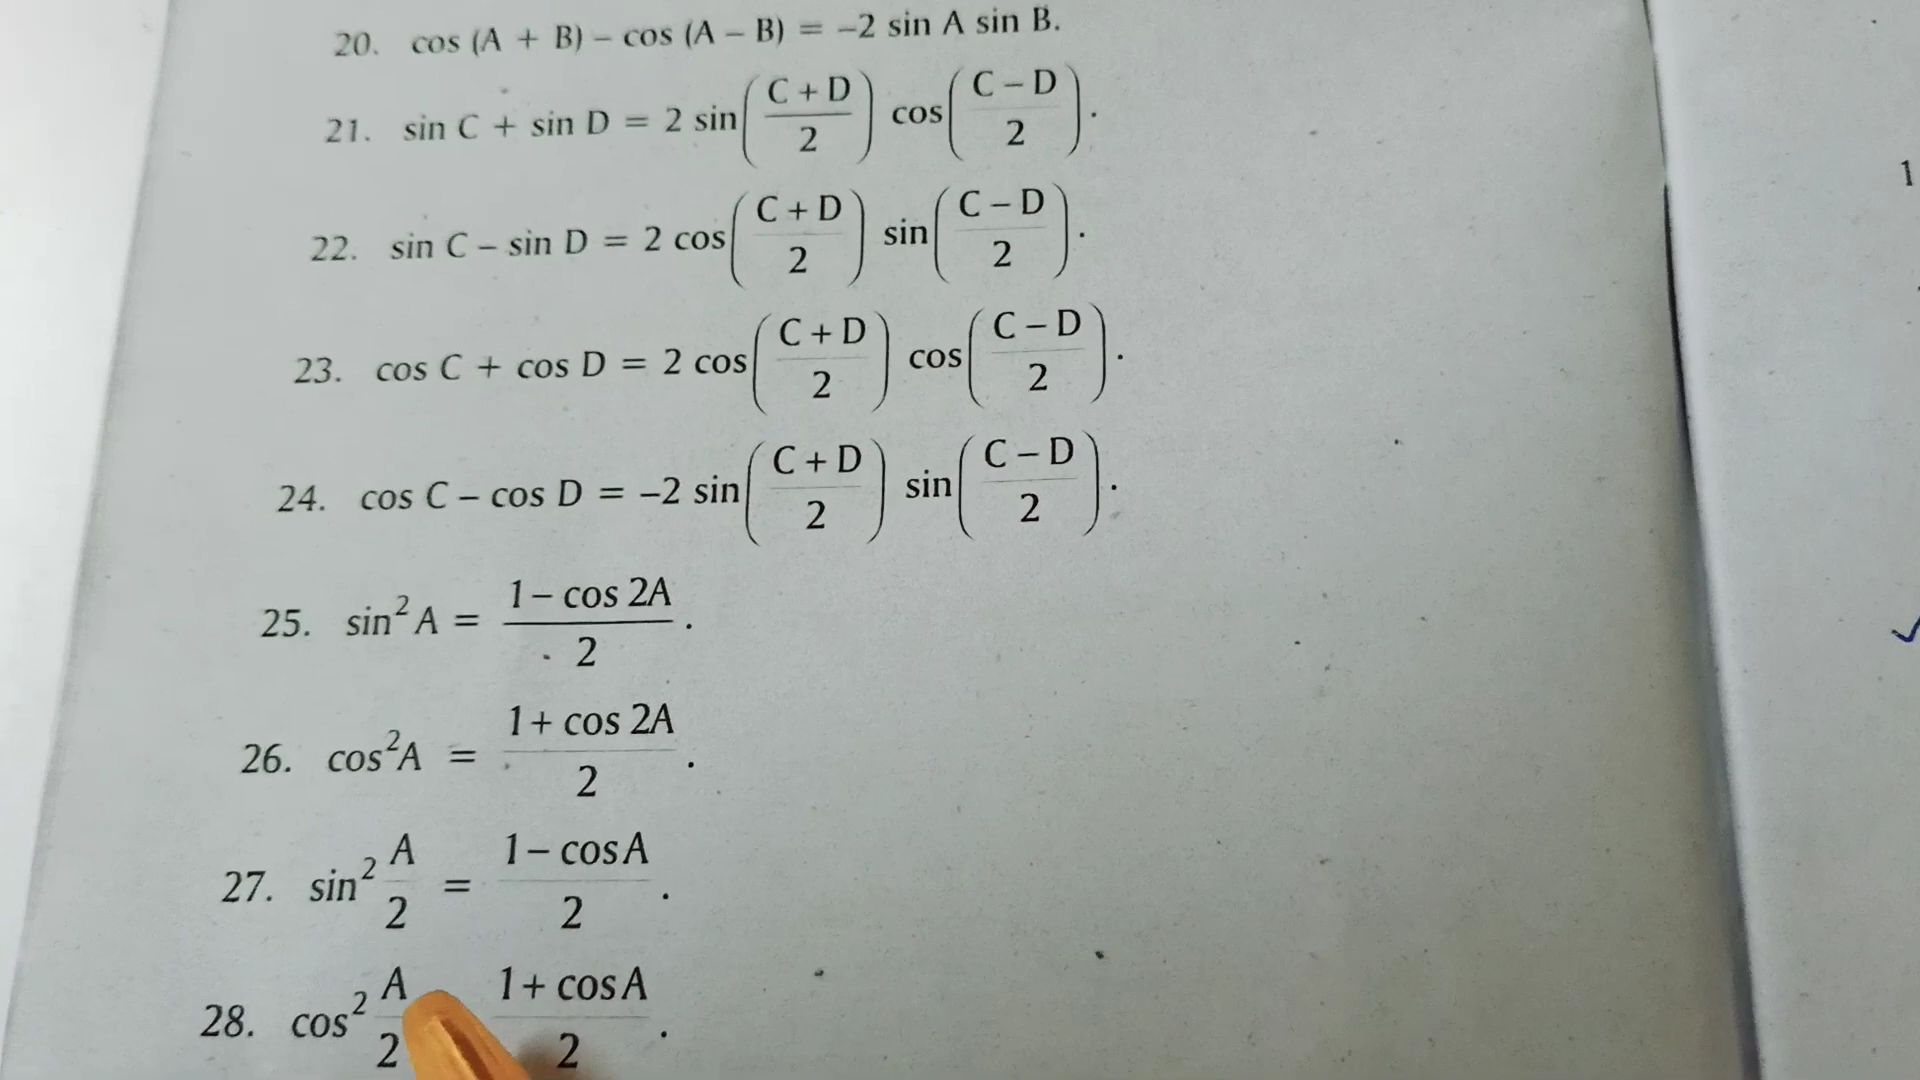 20. cos (A + B) – cos (A – B) = –2 sin A sin B.
21. sin C + sin D = 2 sin((C + D)/2) cos((C – D)/2).
22. sin C – sin D = 2 cos((C + D)/2) sin((C – D)/2).
23. cos C + cos D = 2 cos((C + D)/2) cos((C – D)/2).
24. cos C – cos D = –2 sin((C + D)/2) sin((C – D)/2).
25. sin² A = (1 – cos 2A)/2.
26. cos²A = (1 + cos 2A)/2.
27. sin² A/2 = (1 – cos A)/2.
28. cos² A/2 (1 + cos A)/2.
1